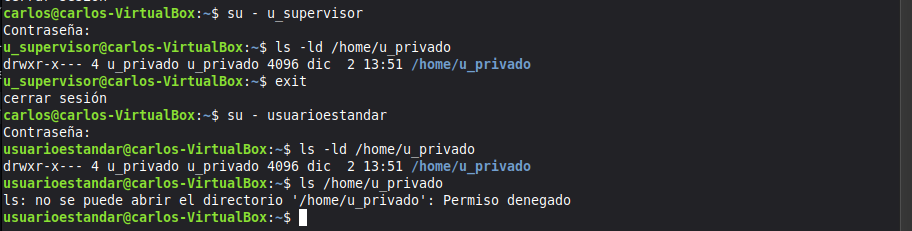 carlos@carlos-VirtualBox:~$ su - u_supervisor
Contraseña:
u_supervisor@carlos-VirtualBox:~$ ls -ld /home/u_privado
drwxr-x--- 4 u_privado u_privado 4096 dic  2 13:51 /home/u_privado
u_supervisor@carlos-VirtualBox:~$ exit
cerrar sesión
carlos@carlos-VirtualBox:~$ su - usuarioestandar
Contraseña:
usuarioestandar@carlos-VirtualBox:~$ ls -ld /home/u_privado
drwxr-x--- 4 u_privado u_privado 4096 dic  2 13:51 /home/u_privado
usuarioestandar@carlos-VirtualBox:~$ ls /home/u_privado
ls: no se puede abrir el directorio '/home/u_privado': Permiso denegado
usuarioestandar@carlos-VirtualBox:~$